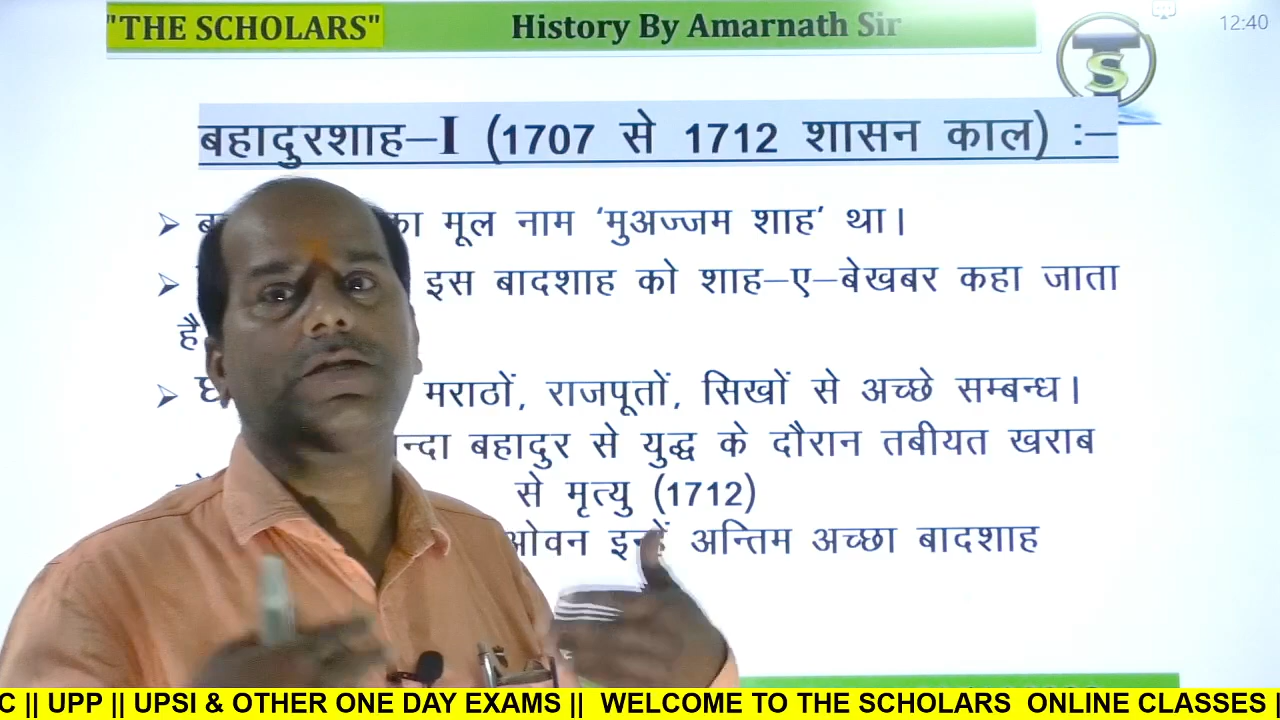 "THE SCHOLARS" History By Amarnath Sir
12:40
TS
बहादुरशाह–I (1707 से 1712 शासन काल) :–
का मूल नाम ‘मुअज्जम शाह’ था।
इस बादशाह को शाह–ए–बेखबर कहा जाता
है
मराठों, राजपूतों, सिखों से अच्छे सम्बन्ध।
बहादुर से युद्ध के दौरान तबीयत खराब
से मृत्यु (1712)
इन्हें अन्तिम अच्छा बादशाह
C || UPP || UPSI & OTHER ONE DAY EXAMS || WELCOME TO THE SCHOLARS ONLINE CLASSES |